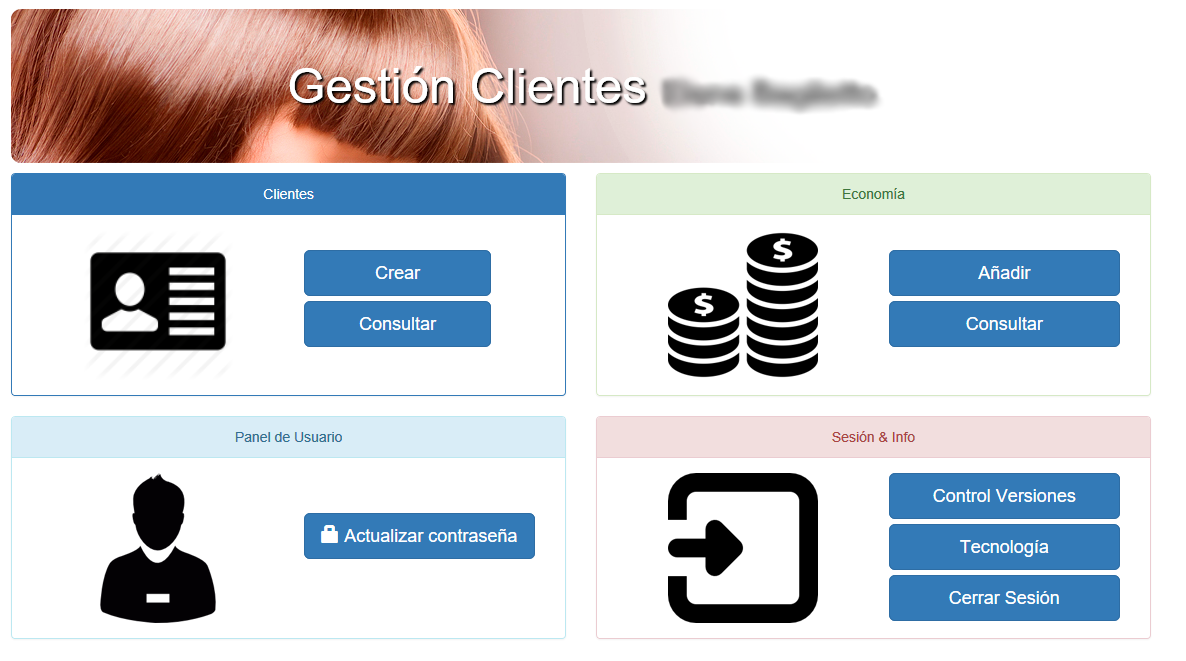 Gestión Clientes
Clientes
Crear
Consultar
Economía
$ $
Añadir
Consultar
Panel de Usuario
Actualizar contraseña
Sesión & Info
Control Versiones
Tecnología
Cerrar Sesión